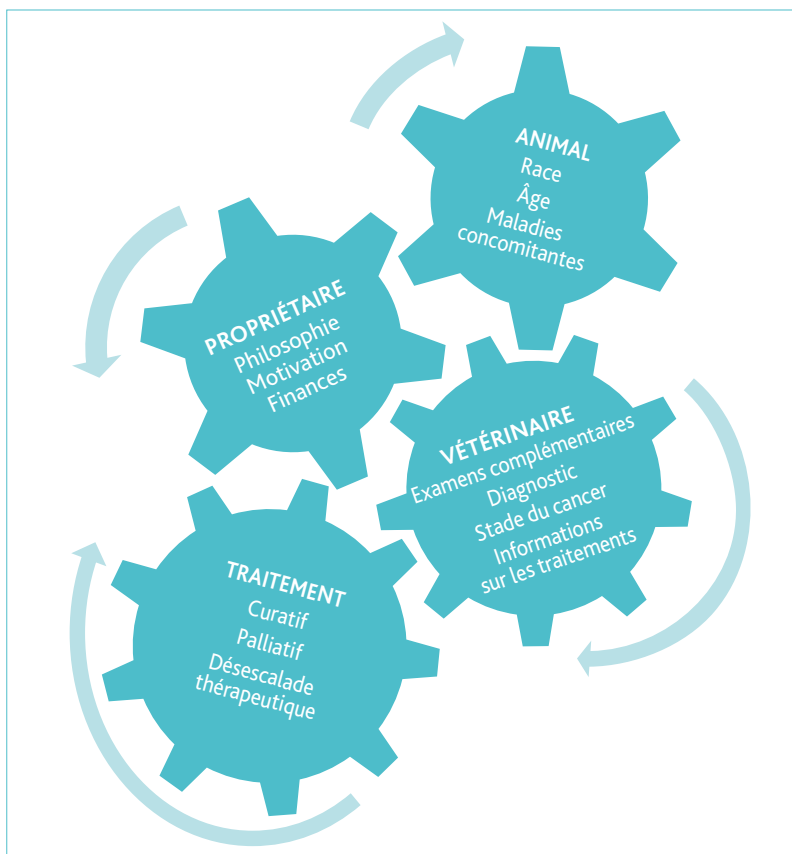 ANIMAL
Race
Âge
Maladies
concomitantes
PROPRIÉTAIRE
Philosophie
Motivation
Finances
VÉTÉRINAIRE
Examens complémentaires
Diagnostic
Stade du cancer
Informations
sur les traitements
TRAITEMENT
Curatif
Palliatif
Désescalade
thérapeutique